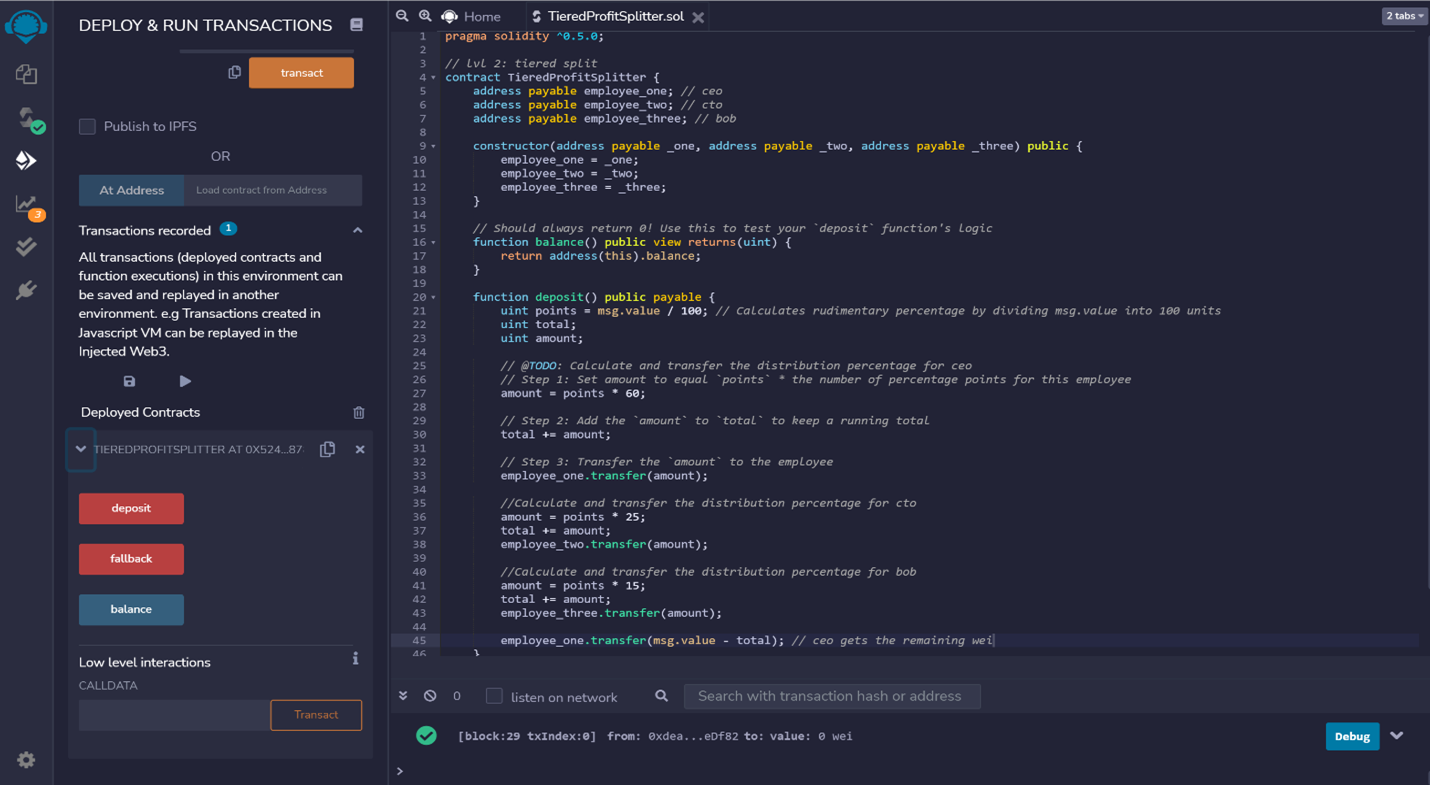 DEPLOY & RUN TRANSACTIONS
transact
Publish to IPFS
OR
At Address
Load contract from Address
Transactions recorded 1
All transactions (deployed contracts and
function executions) in this environment can
be saved and replayed in another
environment. e.g Transactions created in
Javascript VM can be replayed in the
Injected Web3.
Deployed Contracts
TIEREDPROFITSPLITTER AT 0X524...87
deposit
fallback
balance
Low level interactions
i
CALLDATA
Transact
3
Home
TieredProfitSplitter.sol
2 tabs
1 pragma solidity ^0.5.0;
2
3 // lvl 2: tiered split
4 contract TieredProfitSplitter {
5 address payable employee_one; // ceo
6 address payable employee_two; // cto
7 address payable employee_three; // bob
8
9 constructor(address payable _one, address payable _two, address payable _three) public {
10 employee_one = _one;
11 employee_two = _two;
12 employee_three = _three;
13 }
14
15 // Should always return 0! Use this to test your `deposit` function's logic
16 function balance() public view returns(uint) {
17 return address(this).balance;
18 }
19
20 function deposit() public payable {
21 uint points = msg.value / 100; // Calculates rudimentary percentage by dividing msg.value into 100 units
22 uint total;
23 uint amount;
24
25 // @TODO: Calculate and transfer the distribution percentage for ceo
26 // Step 1: Set amount to equal `points` * the number of percentage points for this employee
27 amount = points * 60;
28
29 // Step 2: Add the `amount` to `total` to keep a running total
30 total += amount;
31
32 // Step 3: Transfer the `amount` to the employee
33 employee_one.transfer(amount);
34
35 //Calculate and transfer the distribution percentage for cto
36 amount = points * 25;
37 total += amount;
38 employee_two.transfer(amount);
39
40 //Calculate and transfer the distribution percentage for bob
41 amount = points * 15;
42 total += amount;
43 employee_three.transfer(amount);
44
45 employee_one.transfer(msg.value - total); // ceo gets the remaining wei
46 }
0
listen on network
Search with transaction hash or address
[block:29 txIndex:0] from: 0xdea...eDf82 to: value: 0 wei
Debug
>